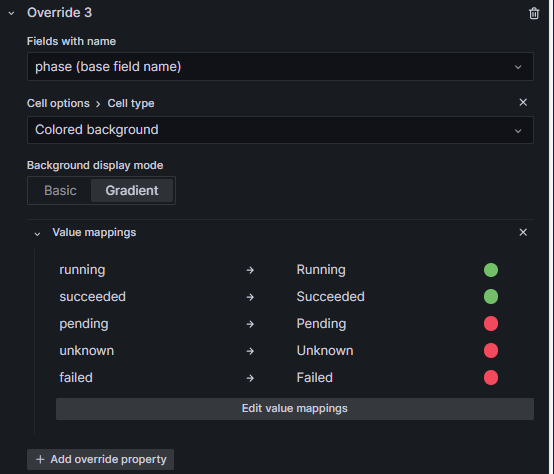 Override 3
Fields with name
phase (base field name)
Cell options > Cell type
Colored background
Background display mode
Basic Gradient
Value mappings
running → Running
succeeded → Succeeded
pending → Pending
unknown → Unknown
failed → Failed
Edit value mappings
+ Add override property